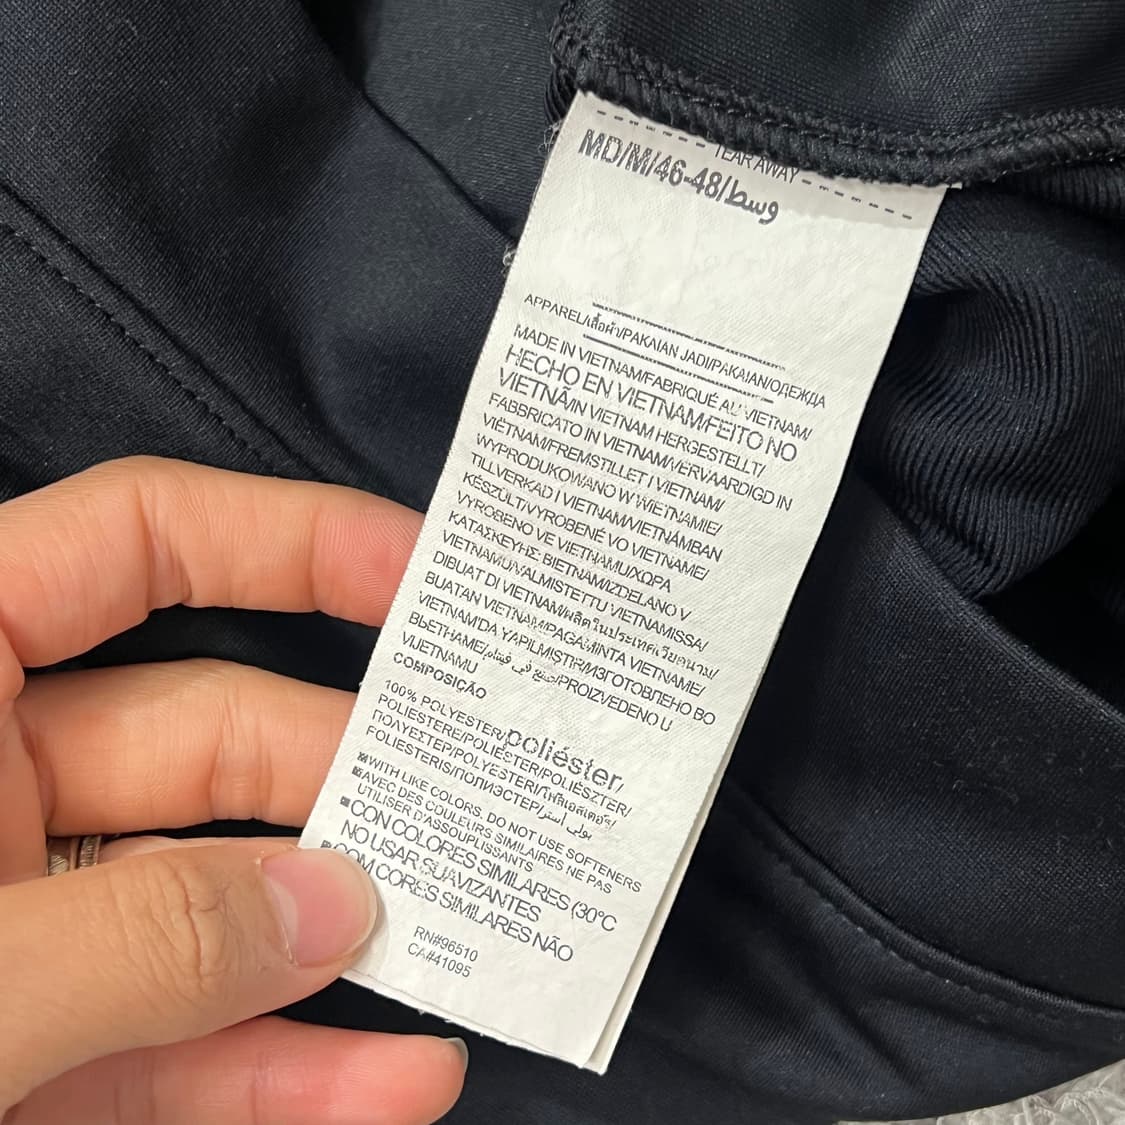 TEAR AWAY
MD/M/46-48/وسط
APPAREL/เสื้อผ้า/PAKAIAN JADI/PAKAIAN/ОДЕЖДА
MADE IN VIETNAM/FABRIQUÉ AU VIETNAM/
HECHO EN VIETNAM/FEITO NO
VIETNÃ/IN VIETNAM HERGESTELLT/
FABBRICATO IN VIETNAM/VERVAARDIGD IN
VIETNAM/FREMSTILLET I VIETNAM/
WYPRODUKOWANO W WIETNAMIE/
TILLVERKAD I VIETNAM/VIETNÁMBAN
KÉSZÜLT/VYROBENÉ VO VIETNAME/
VYROBENO VE VIETNAMU/ΧΩΡΑ
ΚΑΤΑΣΚΕΥΗΣ: ΒΙΕΤΝΑΜ/IZDELANO V
VIETNAMU/VALMISTETTU VIETNAMISSA/
DIBUAT DI VIETNAM/ผลิตในประเทศเวียดนาม/
BUATAN VIETNAM/PAGAMINTA VIETNAME/
VIETNAM'DA YAPILMIŞTIR/ИЗГОТОВЛЕНО ВО
ВЬЕТНАМЕ/صنع في فيتنام/PROIZVEDENO U
VIJETNAMU
COMPOSIÇÃO
100% POLYESTER/poliéster/
POLIESTERE/POLIÉSTER/POLIÉSZTER/
ΠΟΛΥΕΣΤΕΡ/POLYESTER/โพลีเอสเตอร์/
POLIESTERIS/ПОЛИЭСТЕР/بولي استر
WITH LIKE COLORS. DO NOT USE SOFTENERS
AVEC DES COULEURS SIMILAIRES NE PAS
UTILISER D'ASSOUPLISSANTS
CON COLORES SIMILARES (30°C
NO USAR SUAVIZANTES
COM CORES SIMILARES NÃO
RN#96510
CA#41095